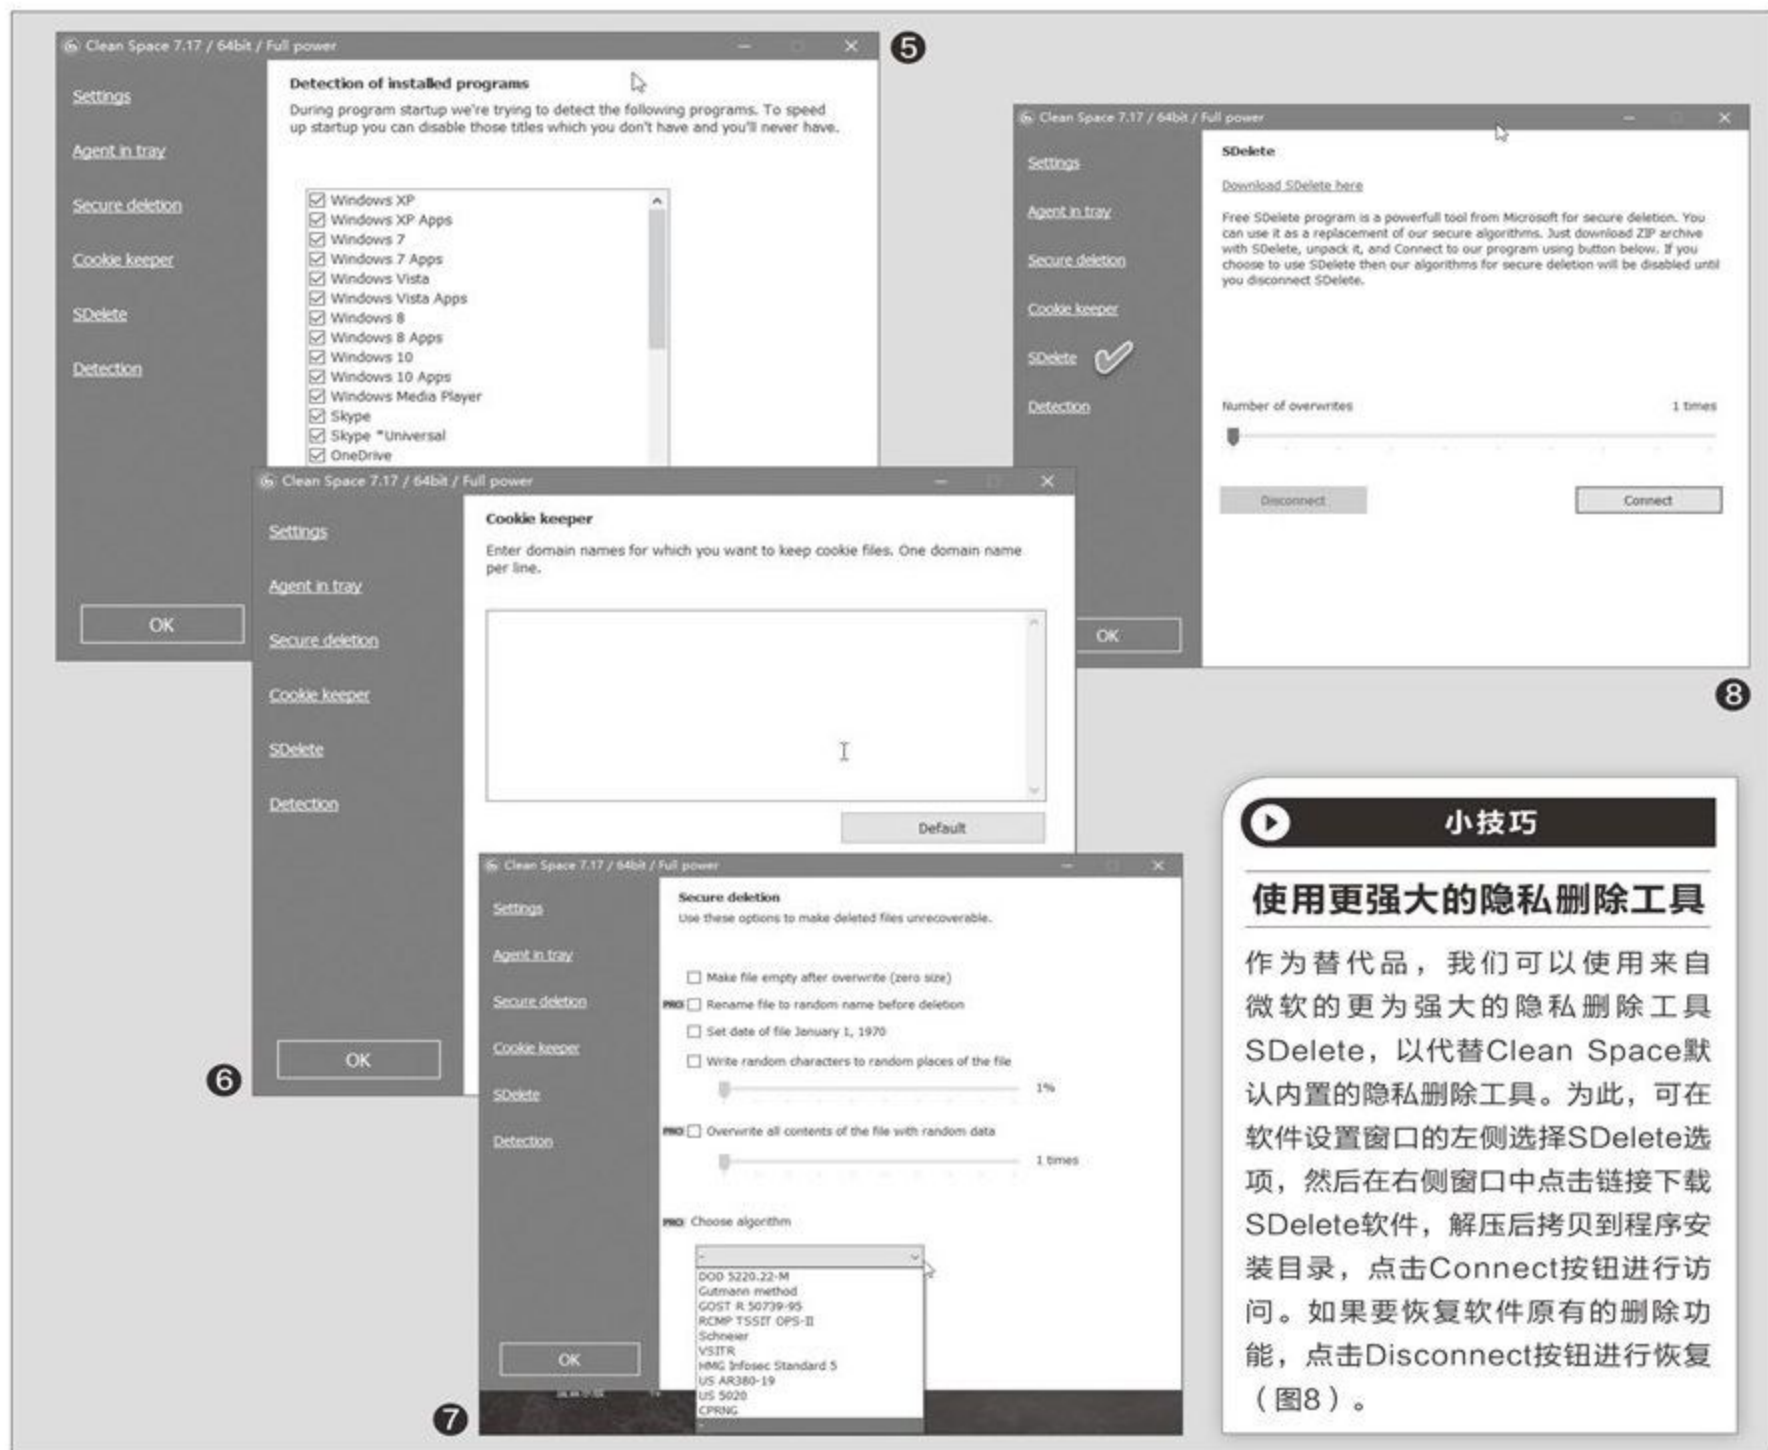 Clean Space 7.17 / 64bit / Full power
Settings
Agent in tray
Secure deletion
Cookie keeper
SDelete
Detection
OK
Detection of installed programs
During program startup we're trying to detect the following programs. To speed
up startup you can disable those titles which you don't have and you'll never have.
Windows XP
Windows XP Apps
Windows 7
Windows 7 Apps
Windows Vista
Windows Vista Apps
Windows 8
Windows 8 Apps
Windows 10
Windows 10 Apps
Windows Media Player
Skype
Skype *Universal
OneDrive
5
Clean Space 7.17 / 64bit / Full power
Settings
Agent in tray
Secure deletion
Cookie keeper
SDelete
Detection
OK
Cookie keeper
Enter domain names for which you want to keep cookie files. One domain name
per line.
Default
6
Clean Space 7.17 / 64bit / Full power
Settings
Agent in tray
Secure deletion
Cookie keeper
SDelete
Detection
OK
Secure deletion
Use these options to make deleted files unrecoverable.
Make file empty after overwrite (zero size)
PRO Rename file to random name before deletion
Set date of file January 1, 1970
Write random characters to random places of the file
1%
PRO Overwrite all contents of the file with random data
1 times
PRO Choose algorithm
-
DOD 5220.22-M
Gutmann method
GOST R 50739-95
RCMP TSSIT OPS-II
Schneier
VSITR
HMG Infosec Standard 5
US AR380-19
US 5020
CPRNG
-
7
Clean Space 7.17 / 64bit / Full power
Settings
Agent in tray
Secure deletion
Cookie keeper
SDelete
Detection
OK
SDelete
Download SDelete here
Free SDelete program is a powerfull tool from Microsoft for secure deletion. You
can use it as a replacement of our secure algorithms. Just download ZIP archive
with SDelete, unpack it, and Connect to our program using button below. If you
choose to use SDelete then our algorithms for secure deletion will be disabled until
you disconnect SDelete.
Number of overwrites
1 times
Disconnect
Connect
8
小技巧
使用更强大的隐私删除工具
作为替代品，我们可以使用来自
微软的更为强大的隐私删除工具
SDelete，以代替Clean Space默
认内置的隐私删除工具。为此，可在
软件设置窗口的左侧选择SDelete选
项，然后在右侧窗口中点击链接下载
SDelete软件，解压后拷贝到程序安
装目录，点击Connect按钮进行访
问。如果要恢复软件原有的删除功
能，点击Disconnect按钮进行恢复
（图8）。